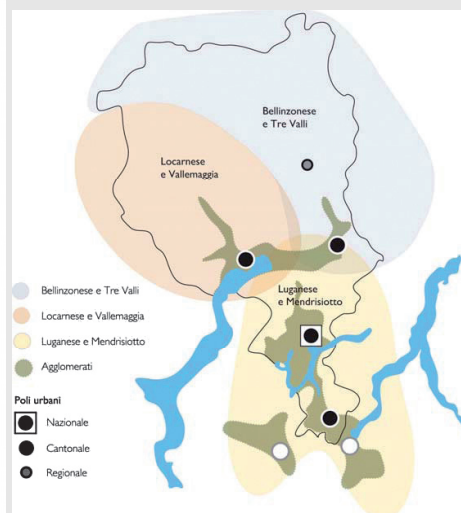 Bellinzonese
e Tre Valli
Locarnese
e Vallemaggia
Luganese
e Mendrisiotto
Bellinzonese e Tre Valli
Locarnese e Vallemaggia
Luganese e Mendrisiotto
Agglomerati
Poli urbani
Nazionale
Cantonale
Regionale